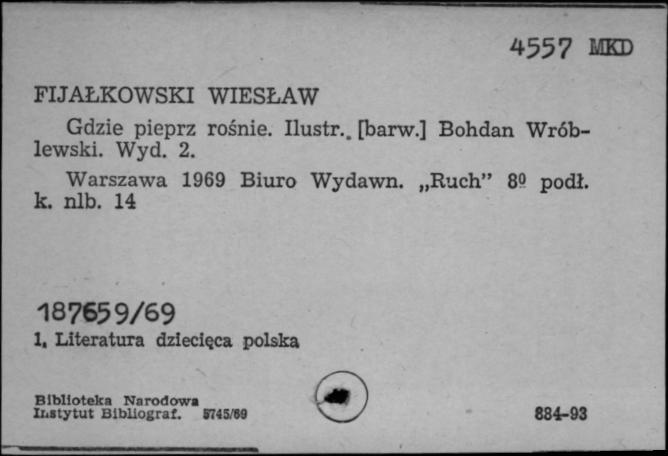 4557 MKD
FIJAŁKOWSKI WIESŁAW
Gdzie pieprz rośnie. Ilustr.. [barw.] Bohdan Wrób-
lewski. Wyd. 2.
Warszawa 1969 Biuro Wydawn. „Ruch” 8º podł.
k. nlb. 14
187659/69
1. Literatura dziecięca polska
Biblioteka Narodowa
Instytut Bibliograf. 5745/69
884-93